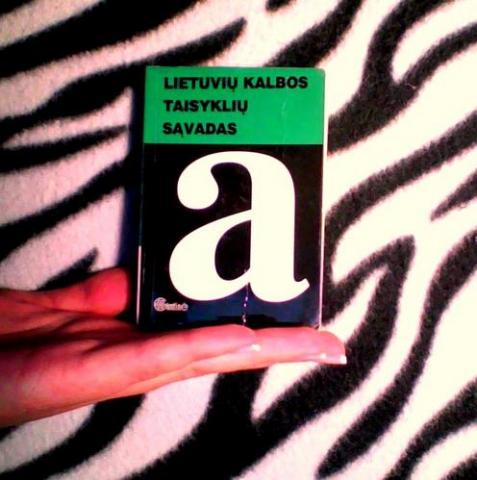 LIETUVIŲ KALBOS
TAISYKLIŲ
SĄVADAS
a